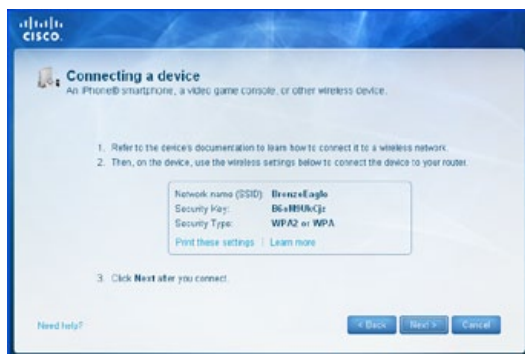 CISCO.
Connecting a device
An iPhone® smartphone, a video game console, or other wireless device.
1. Refer to the device's documentation to learn how to connect it to a wireless network.
2. Then, on the device, use the wireless settings below to connect the device to your router.
Network name (SSID): BronzeEagle
Security Key:
Security Type: WPA2 or WPA
Print these settings | Learn more
3. Click Next after you connect.
Need help?
< Back Next > Cancel